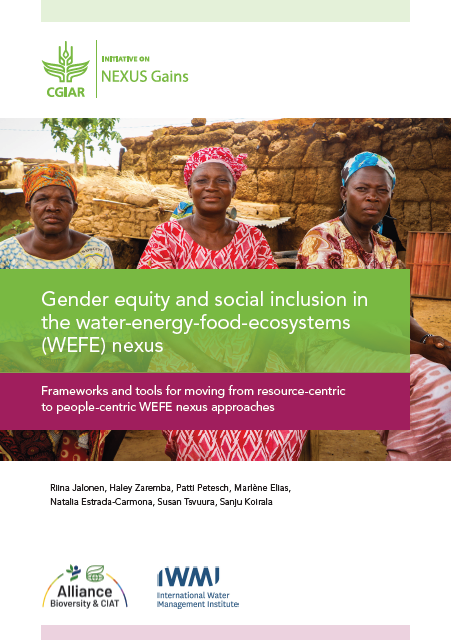 INITIATIVE ON
NEXUS Gains
CGIAR
Gender equity and social inclusion in
the water-energy-food-ecosystems
(WEFE) nexus
Frameworks and tools for moving from resource-centric
to people-centric WEFE nexus approaches
Riina Jalonen, Haley Zaremba, Patti Petesch, Marlène Elias,
Natalia Estrada-Carmona, Susan Tsvuura, Sanju Koirala
Alliance
Bioversity & CIAT
IWMI
International Water
Management Institute